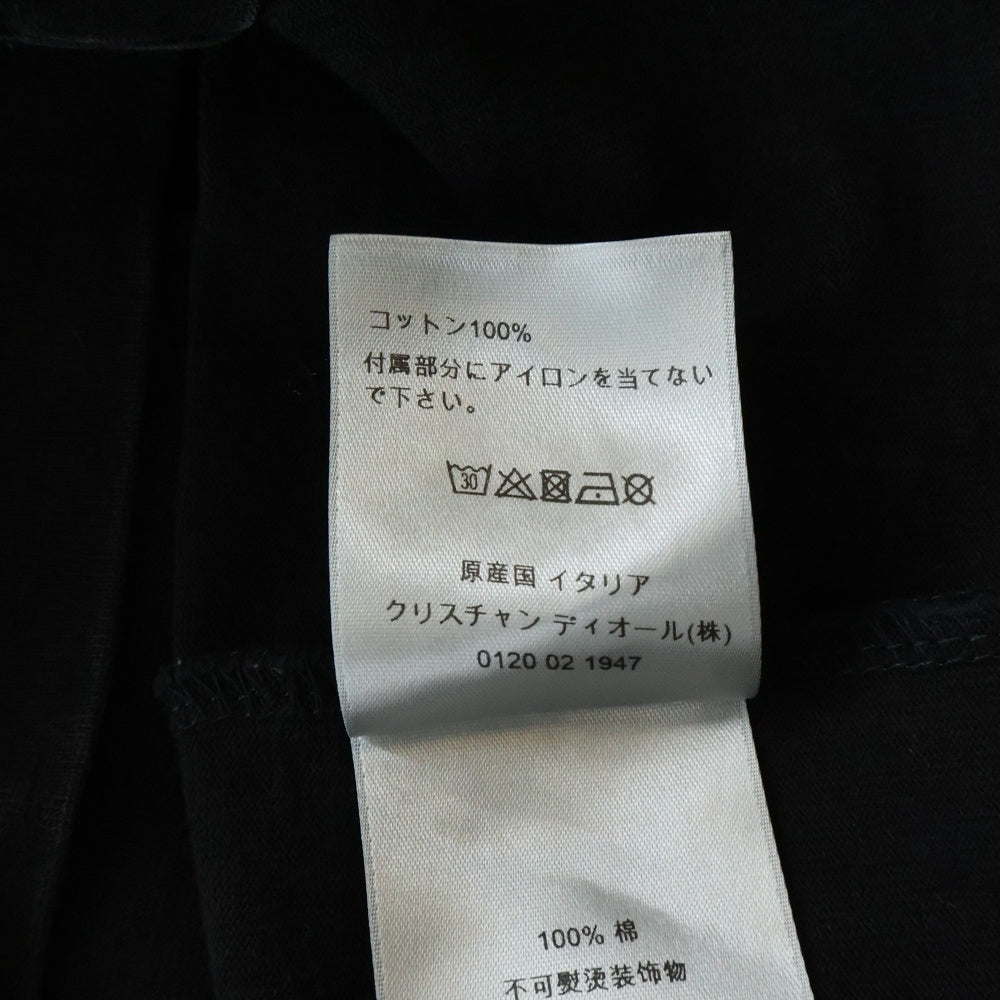 コットン100%
付属部分にアイロンを当てない
で下さい。
30
原産国 イタリア
クリスチャン ディオール(株)
0120 02 1947
100% 棉
不可熨烫装饰物